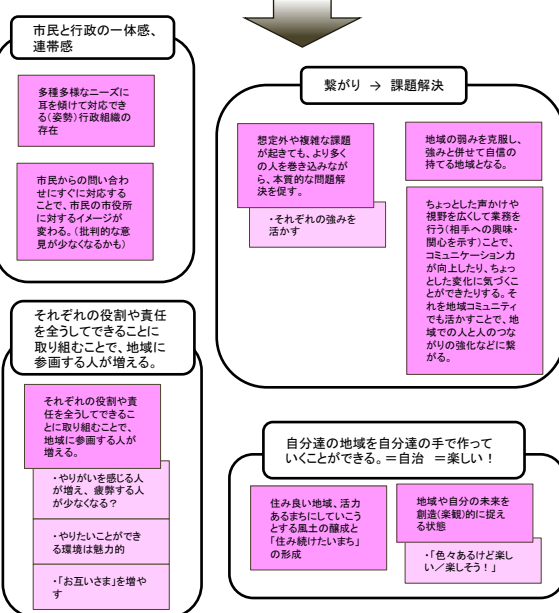 市民と行政の一体感、
連帯感
多種多様なニーズに
耳を傾けて対応でき
る(姿勢)行政組織の
存在
市民からの問い合わ
せにすぐに対応する
ことで、市民の市役所
に対するイメージが
変わる。(批判的な意
見が少なくなるかも)
繋がり → 課題解決
想定外や複雑な課題
が起きても、より多く
の人を巻き込みなが
ら、本質的な問題解
決を促す。
・それぞれの強みを
活かす
地域の弱みを克服し、
強みと併せて自信の
持てる地域となる。
ちょっとした声かけや
視野を広くして業務を
行う(相手への興味・
関心を示す)ことで、
コミュニケーション力
が向上したり、ちょっ
とした変化に気づくこ
とができたりする。そ
れを地域コミュニティ
でも活かすことで、地
域での人と人のつな
がりの強化などに繋
がる。
それぞれの役割や責任
を全うしてできることに
取り組むことで、地域に
参画する人が増える。
それぞれの役割や責
任を全うしてできるこ
とに取り組むことで、
地域に参画する人が
増える。
・やりがいを感じる人
が増え、疲弊する人
が少なくなる?
・やりたいことができ
る環境は魅力的
・「お互いさま」を増や
す
自分達の地域を自分達の手で作って
いくことができる。=自治 =楽しい!
住み良い地域、活力
あるまちにしていこう
とする風土の醸成と
「住み続けたいまち」
の形成
地域や自分の未来を
創造(楽観)的に捉え
る状態
・「色々あるけど楽し
い/楽しそう!」